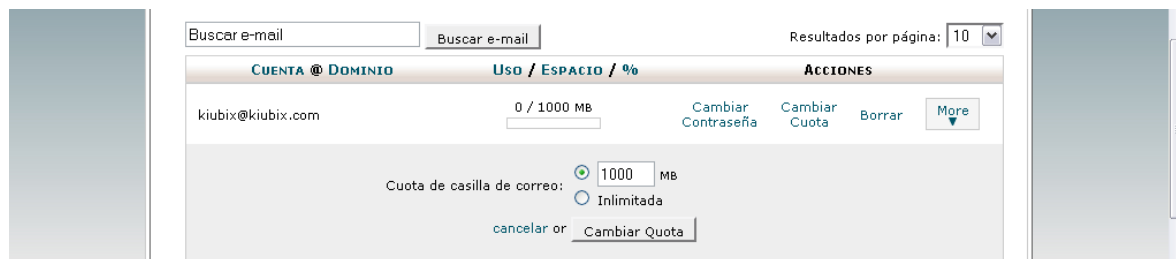 Buscar e-mail Buscar e-mail Resultados por página: 10
CUENTA @ DOMINIO USO / ESPACIO / % ACCIONES
kiubix@kiubix.com 0 / 1000 MB Cambiar Contraseña Cambiar Cuota Borrar More ▼
Cuota de casilla de correo: 1000 MB
Inlimitada
cancelar or Cambiar Quota